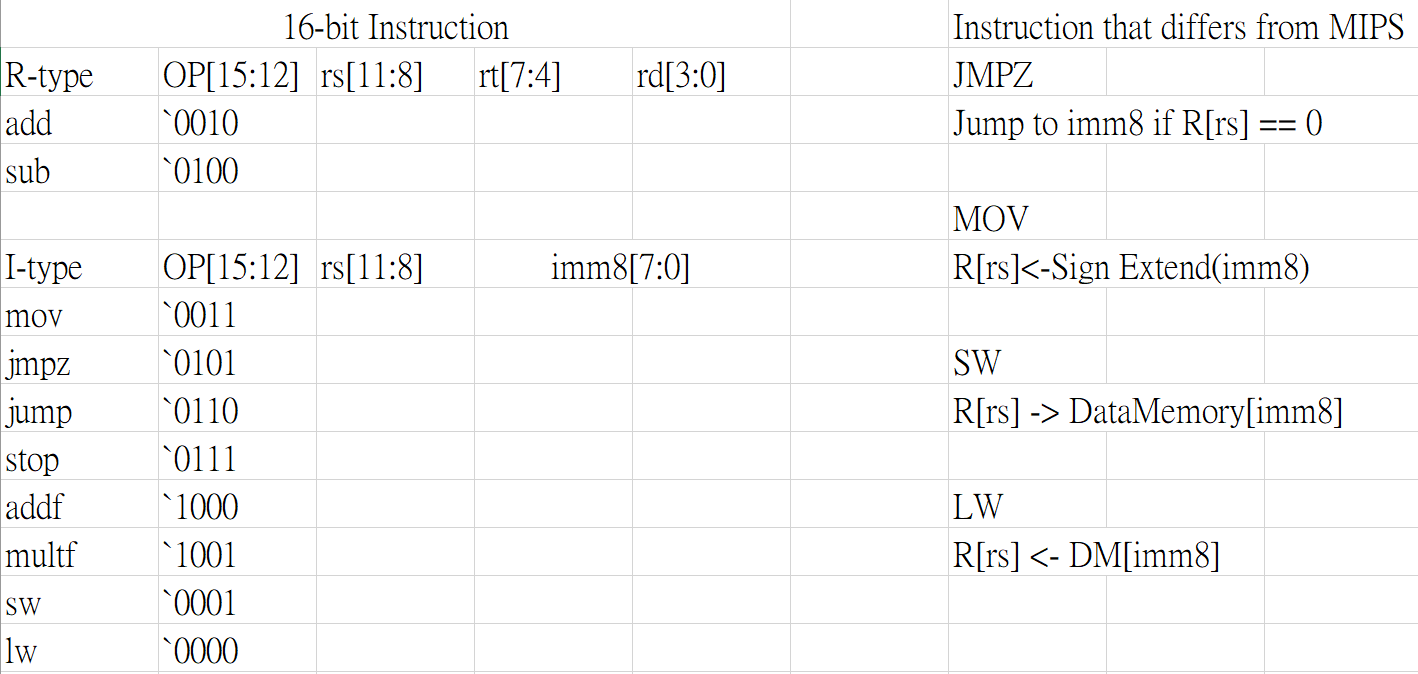 16-bit Instruction Instruction that differs from MIPS
R-type OP[15:12] rs[11:8] rt[7:4] rd[3:0] JMPZ
add `0010 Jump to imm8 if R[rs] == 0
sub `0100
MOV
I-type OP[15:12] rs[11:8] imm8[7:0] R[rs]<-Sign Extend(imm8)
mov `0011
jmpz `0101 SW
jump `0110 R[rs] -> DataMemory[imm8]
stop `0111
addf `1000 LW
multf `1001 R[rs] <- DM[imm8]
sw `0001
lw `0000